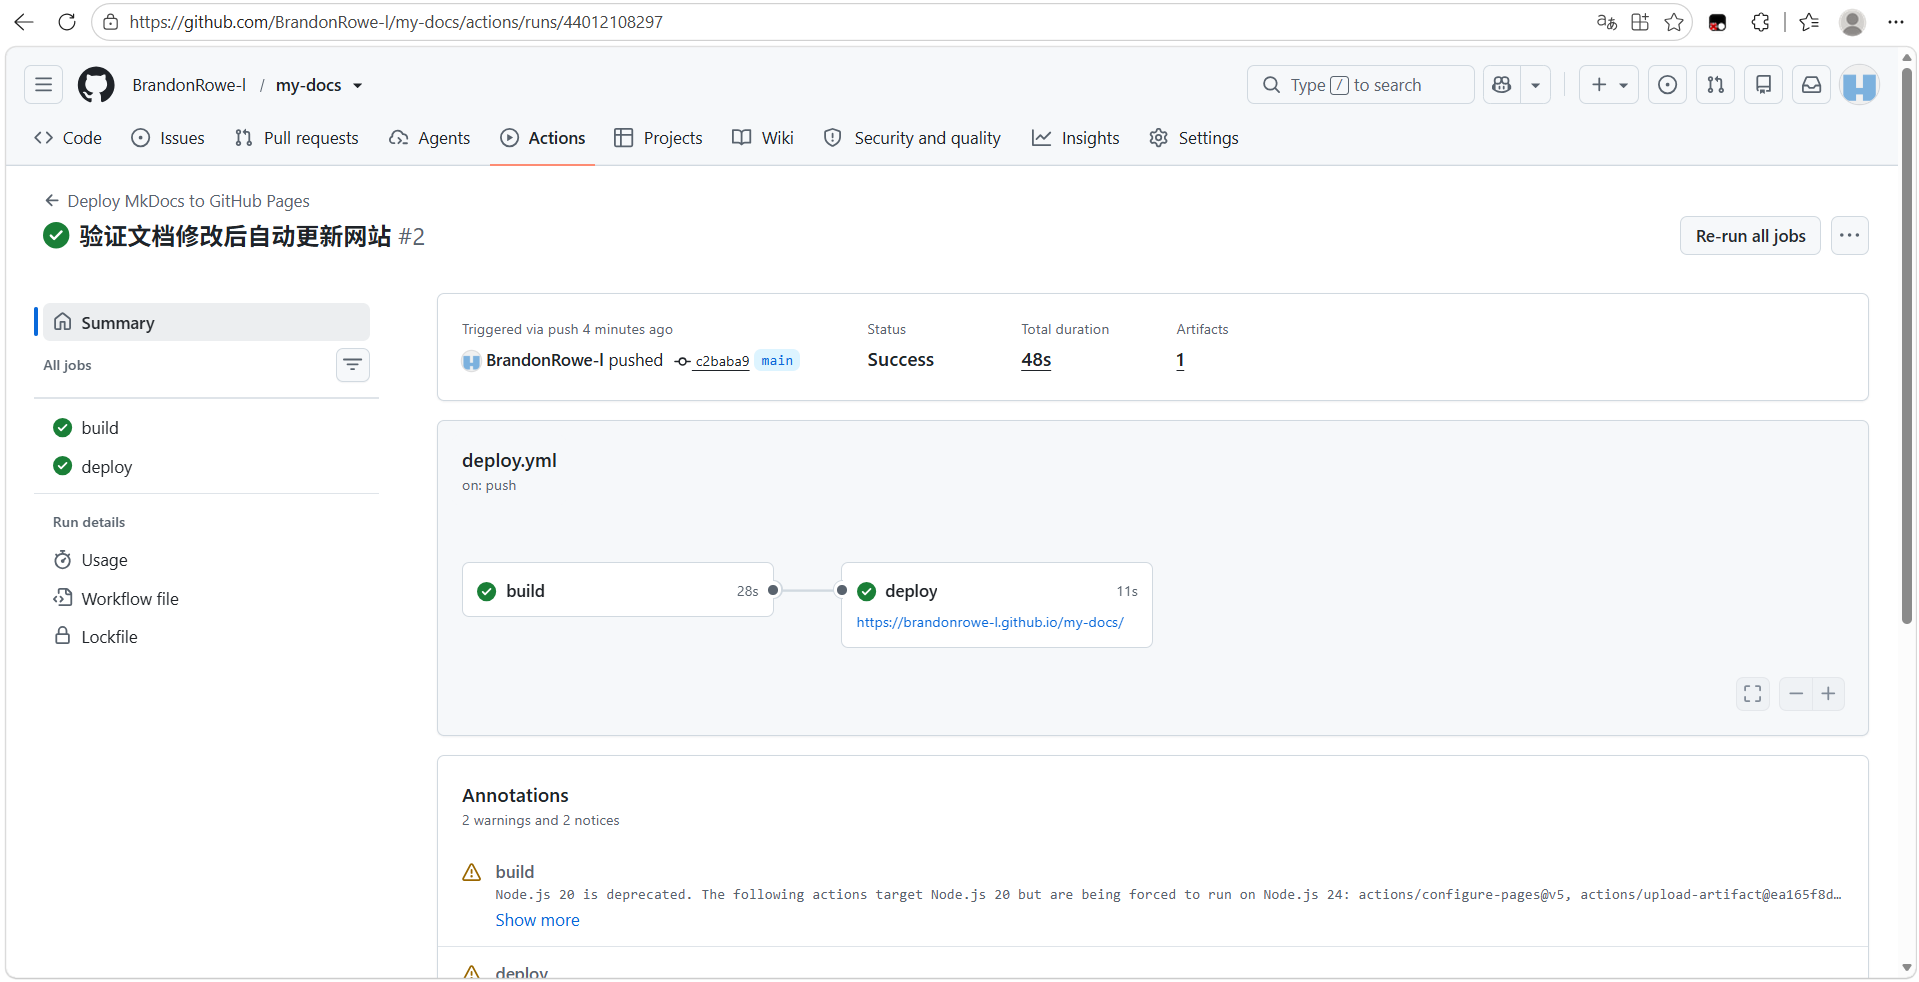 https://github.com/BrandonRowe-l/my-docs/actions/runs/44012108297
BrandonRowe-l / my-docs
Type / to search
Code
Issues
Pull requests
Agents
Actions
Projects
Wiki
Security and quality
Insights
Settings
Deploy MkDocs to GitHub Pages
验证文档修改后自动更新网站 #2
Re-run all jobs
Summary
All jobs
build
deploy
Run details
Usage
Workflow file
Lockfile
Triggered via push 4 minutes ago
BrandonRowe-l pushed c2baba9 main
Status
Success
Total duration
48s
Artifacts
1
deploy.yml
on: push
build 28s
deploy 11s
https://brandonrowe-l.github.io/my-docs/
Annotations
2 warnings and 2 notices
build
Node.js 20 is deprecated. The following actions target Node.js 20 but are being forced to run on Node.js 24: actions/configure-pages@v5, actions/upload-artifact@ea165f8d…
Show more
deploy